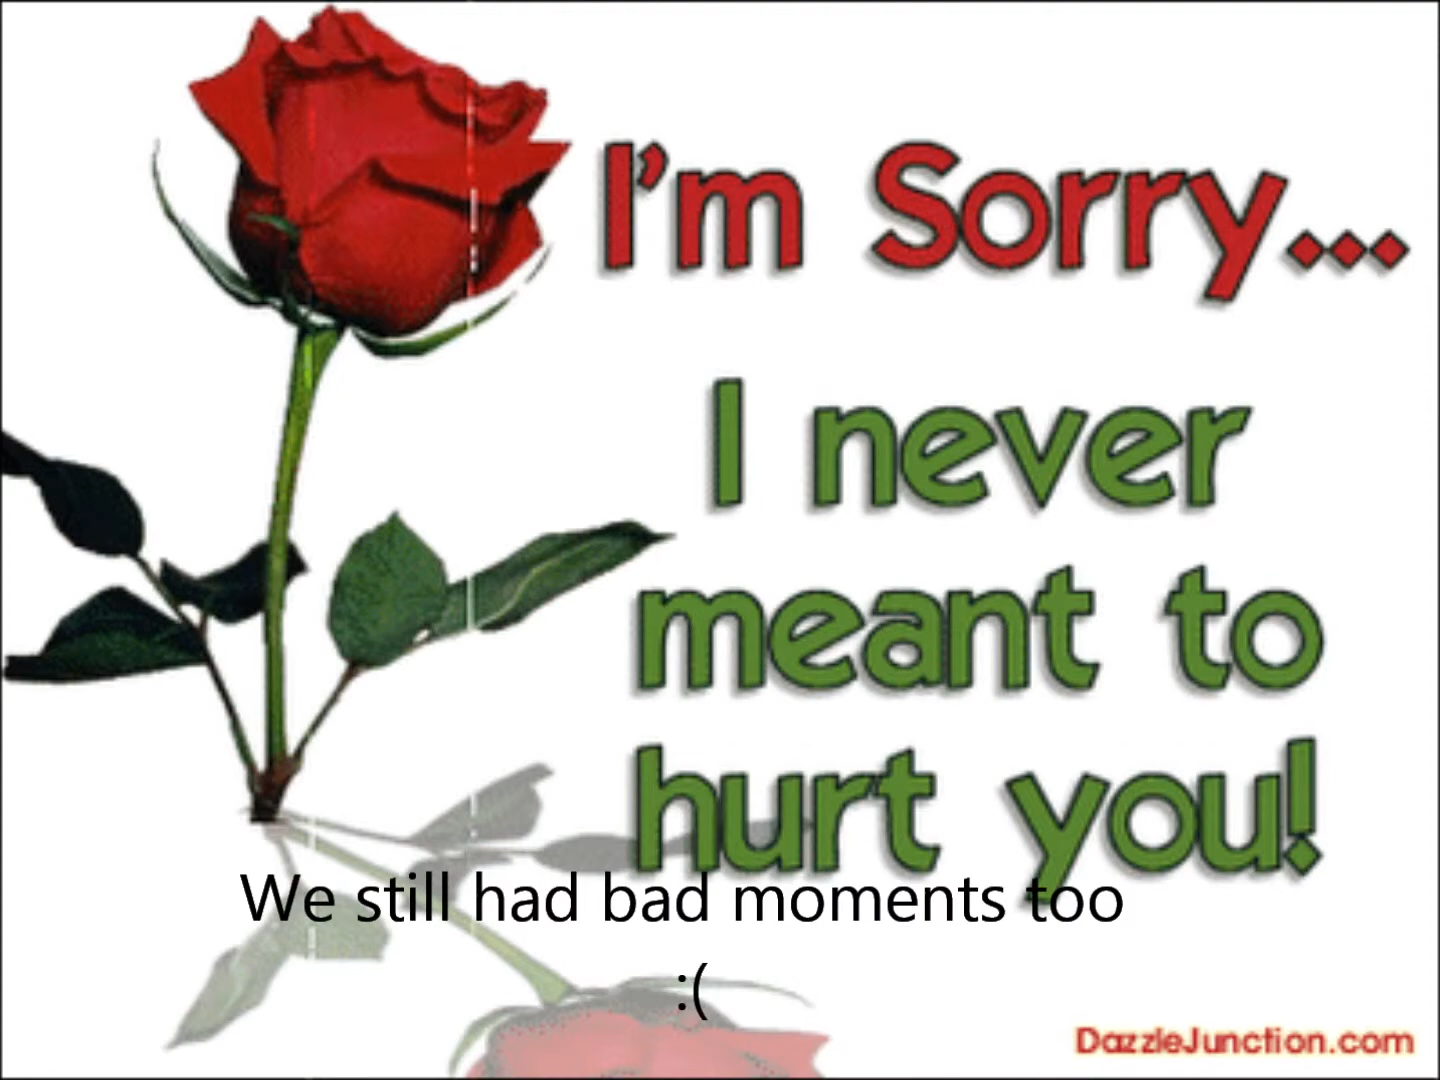 I'm Sorry...
I never
meant to
hurt you!
We still had bad moments too
:(
DazzleJunction.com